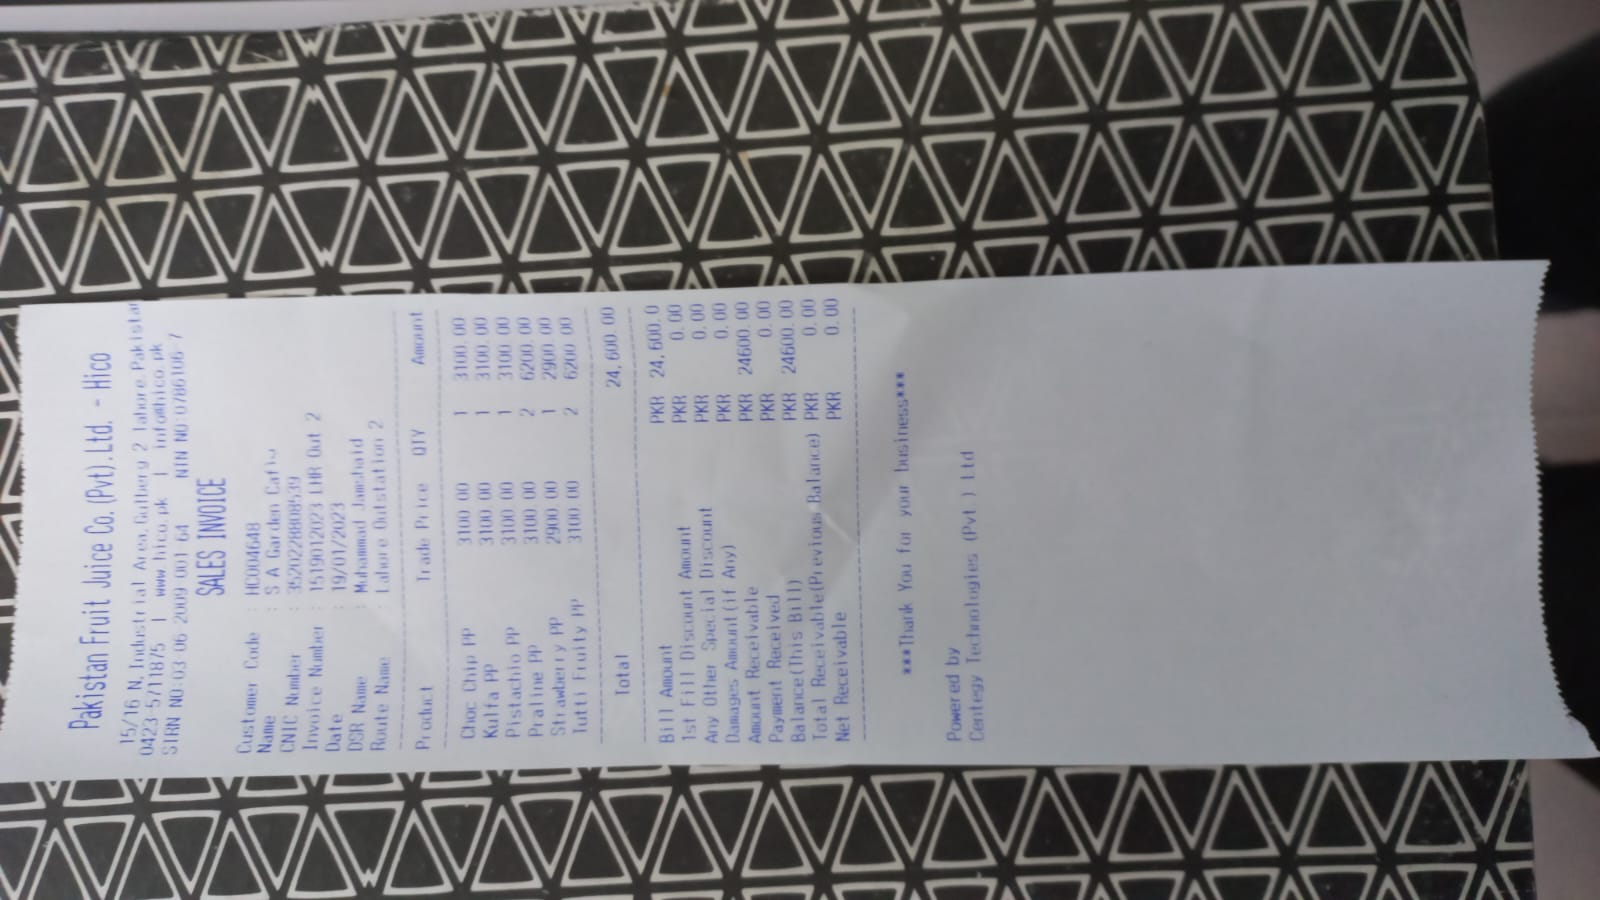 Pakistan Fruit Juice Co. (Pvt).Ltd. - Hico
15/16 N, Industrial Area, Gulberg 2 lahore Pakistan
0423-5711875 | www.hico.pk | info@hico.pk
STRN NO:03 06 2009 001 64 NTN NO:0786106-7
SALES INVOICE
Customer Code : HC004648
Name : S A Garden
CNIC Number : 3520228808539
Invoice Number : 1519012023 LHR Out 2
Date : 19/01/2023
DSR Name : Muhammad Jamshaid
Route Name : Lahore Outstation 2
Product Trade Price QTY Amount
Choc Chip PP 3100.00 1 3100.00
Kulfa PP 3100.00 1 3100.00
Pistachio PP 3100.00 1 3100.00
Praline PP 3100.00 2 6200.00
Strawberry PP 2900.00 1 2900.00
Tutti Fruity PP 3100.00 2 6200.00
Total 24,600.00
Bill Amount PKR 24,600.0
1st Fill Discount Amount PKR 0.00
Any Other Special Discount PKR 0.00
Damages Amount(if Any) PKR 0.00
Amount Receivable PKR 24600.00
Payment Received PKR 0.00
Balance(This Bill) PKR 24600.00
Total Receivable(Previous Balance) PKR 0.00
Net Receivable PKR 0.00
***Thank You for your business***
Powered by
Centegy Technologies (Pvt ) Ltd